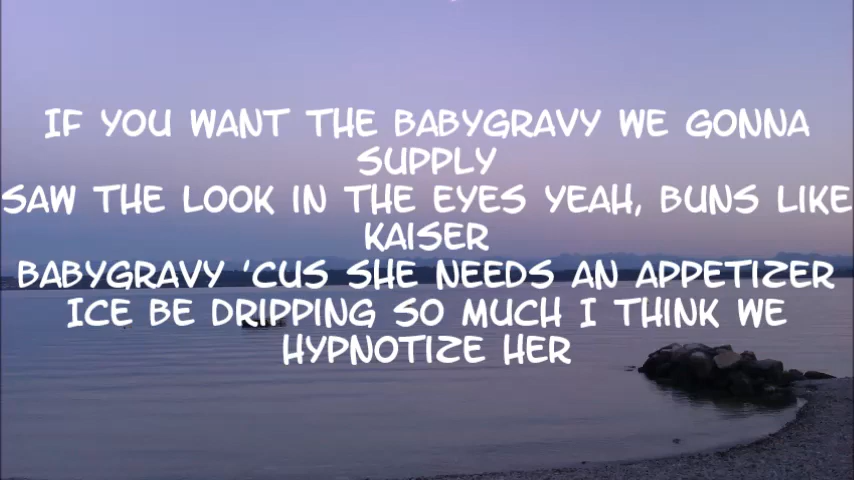 IF YOU WANT THE BABYGRAVY WE GONNA
SUPPLY
SAW THE LOOK IN THE EYES YEAH, BUNS LIKE
KAISER
BABYGRAVY 'CUS SHE NEEDS AN APPETIZER
ICE BE DRIPPING SO MUCH I THINK WE
HYPNOTIZE HER